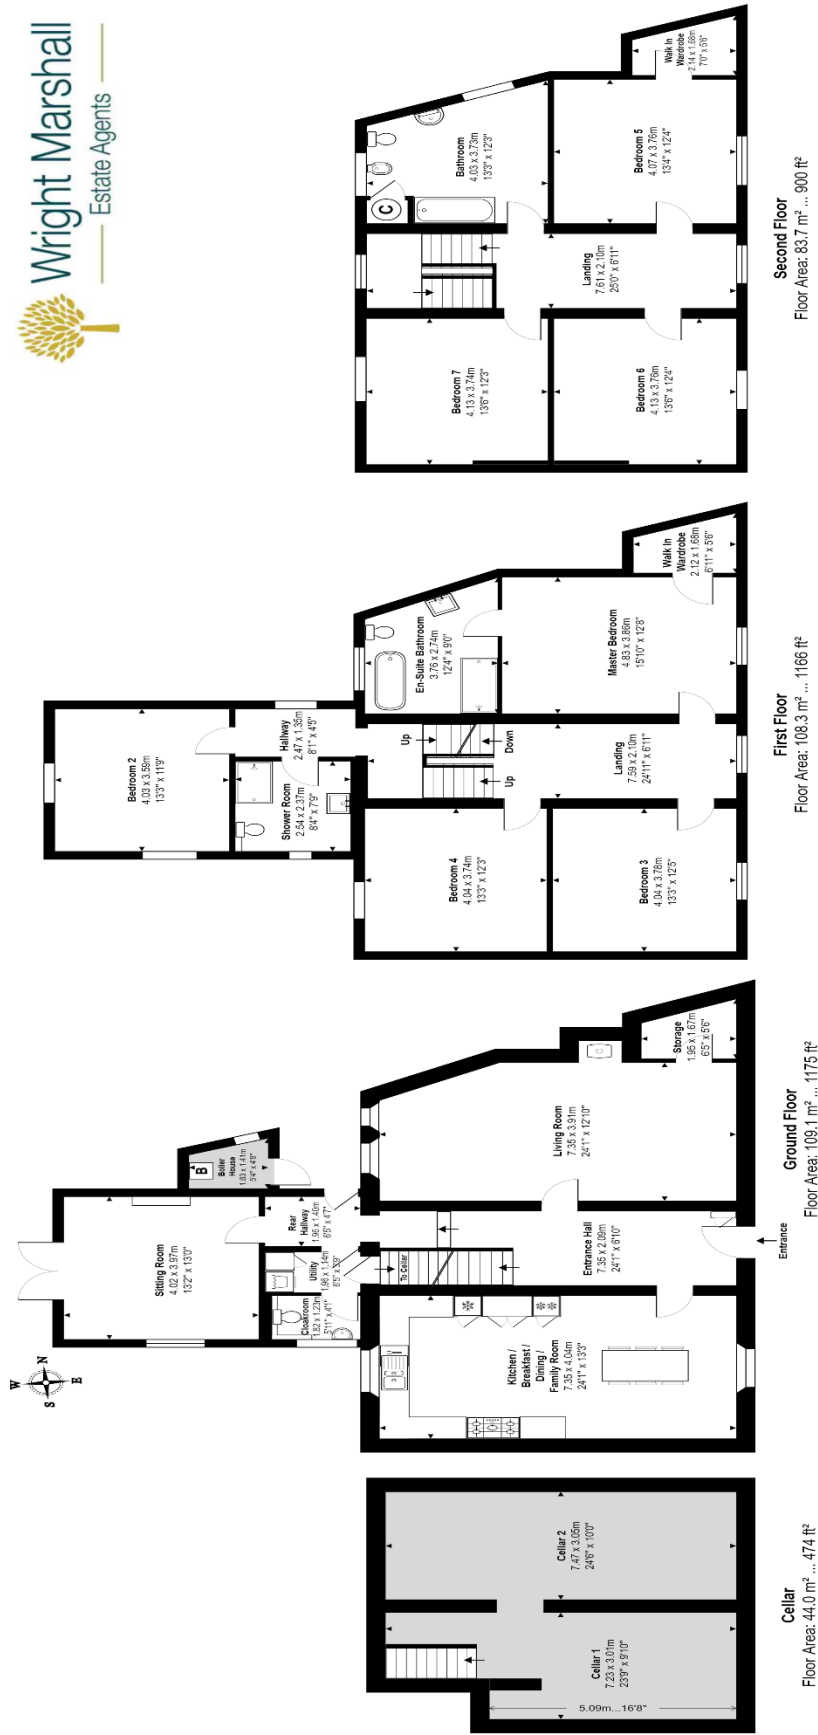 Wright Marshall
Estate Agents
W
N
S
E
Cellar 1
7.23 x 3.01m
23'9" x 9'10"
5.09m...16'8"
Cellar 2
7.47 x 3.05m
24'6" x 10'0"
Cellar
Floor Area: 44.0 m² ... 474 ft²
Sitting Room
4.02 x 3.97m
13'2" x 13'0"
B
Boiler
House
1.63 x 1.41m
5'4" x 4'8"
Rear
Hallway
1.96 x 1.40m
6'5" x 4'7"
Utility
1.96 x 1.14m
6'5" x 3'9"
Cloakroom
1.82 x 1.23m
5'11" x 4'1"
To Cellar
Kitchen /
Breakfast /
Dining /
Family Room
7.35 x 4.04m
24'1" x 13'3"
Entrance Hall
7.35 x 2.09m
24'1" x 6'10"
Living Room
7.35 x 3.91m
24'1" x 12'10"
Storage
1.95 x 1.67m
6'5" x 5'6"
Entrance
Ground Floor
Floor Area: 109.1 m² ... 1175 ft²
Bedroom 2
4.03 x 3.59m
13'3" x 11'9"
Hallway
2.47 x 1.35m
8'1" x 4'5"
Shower Room
2.54 x 2.37m
8'4" x 7'9"
Bedroom 4
4.04 x 3.74m
13'3" x 12'3"
Up
Up
Down
En-Suite Bathroom
3.76 x 2.74m
12'4" x 9'0"
Bedroom 3
4.04 x 3.78m
13'3" x 12'5"
Landing
7.59 x 2.10m
24'11" x 6'11"
Master Bedroom
4.83 x 3.86m
15'10" x 12'8"
Walk In
Wardrobe
2.12 x 1.68m
6'11" x 5'6"
First Floor
Floor Area: 108.3 m² ... 1166 ft²
Bedroom 7
4.13 x 3.74m
13'6" x 12'3"
C
Bathroom
4.03 x 3.73m
13'3" x 12'3"
Bedroom 6
4.13 x 3.76m
13'6" x 12'4"
Landing
7.61 x 2.10m
25'0" x 6'11"
Bedroom 5
4.07 x 3.76m
13'4" x 12'4"
Walk In
Wardrobe
2.14 x 1.68m
7'0" x 5'6"
Second Floor
Floor Area: 83.7 m² ... 900 ft²